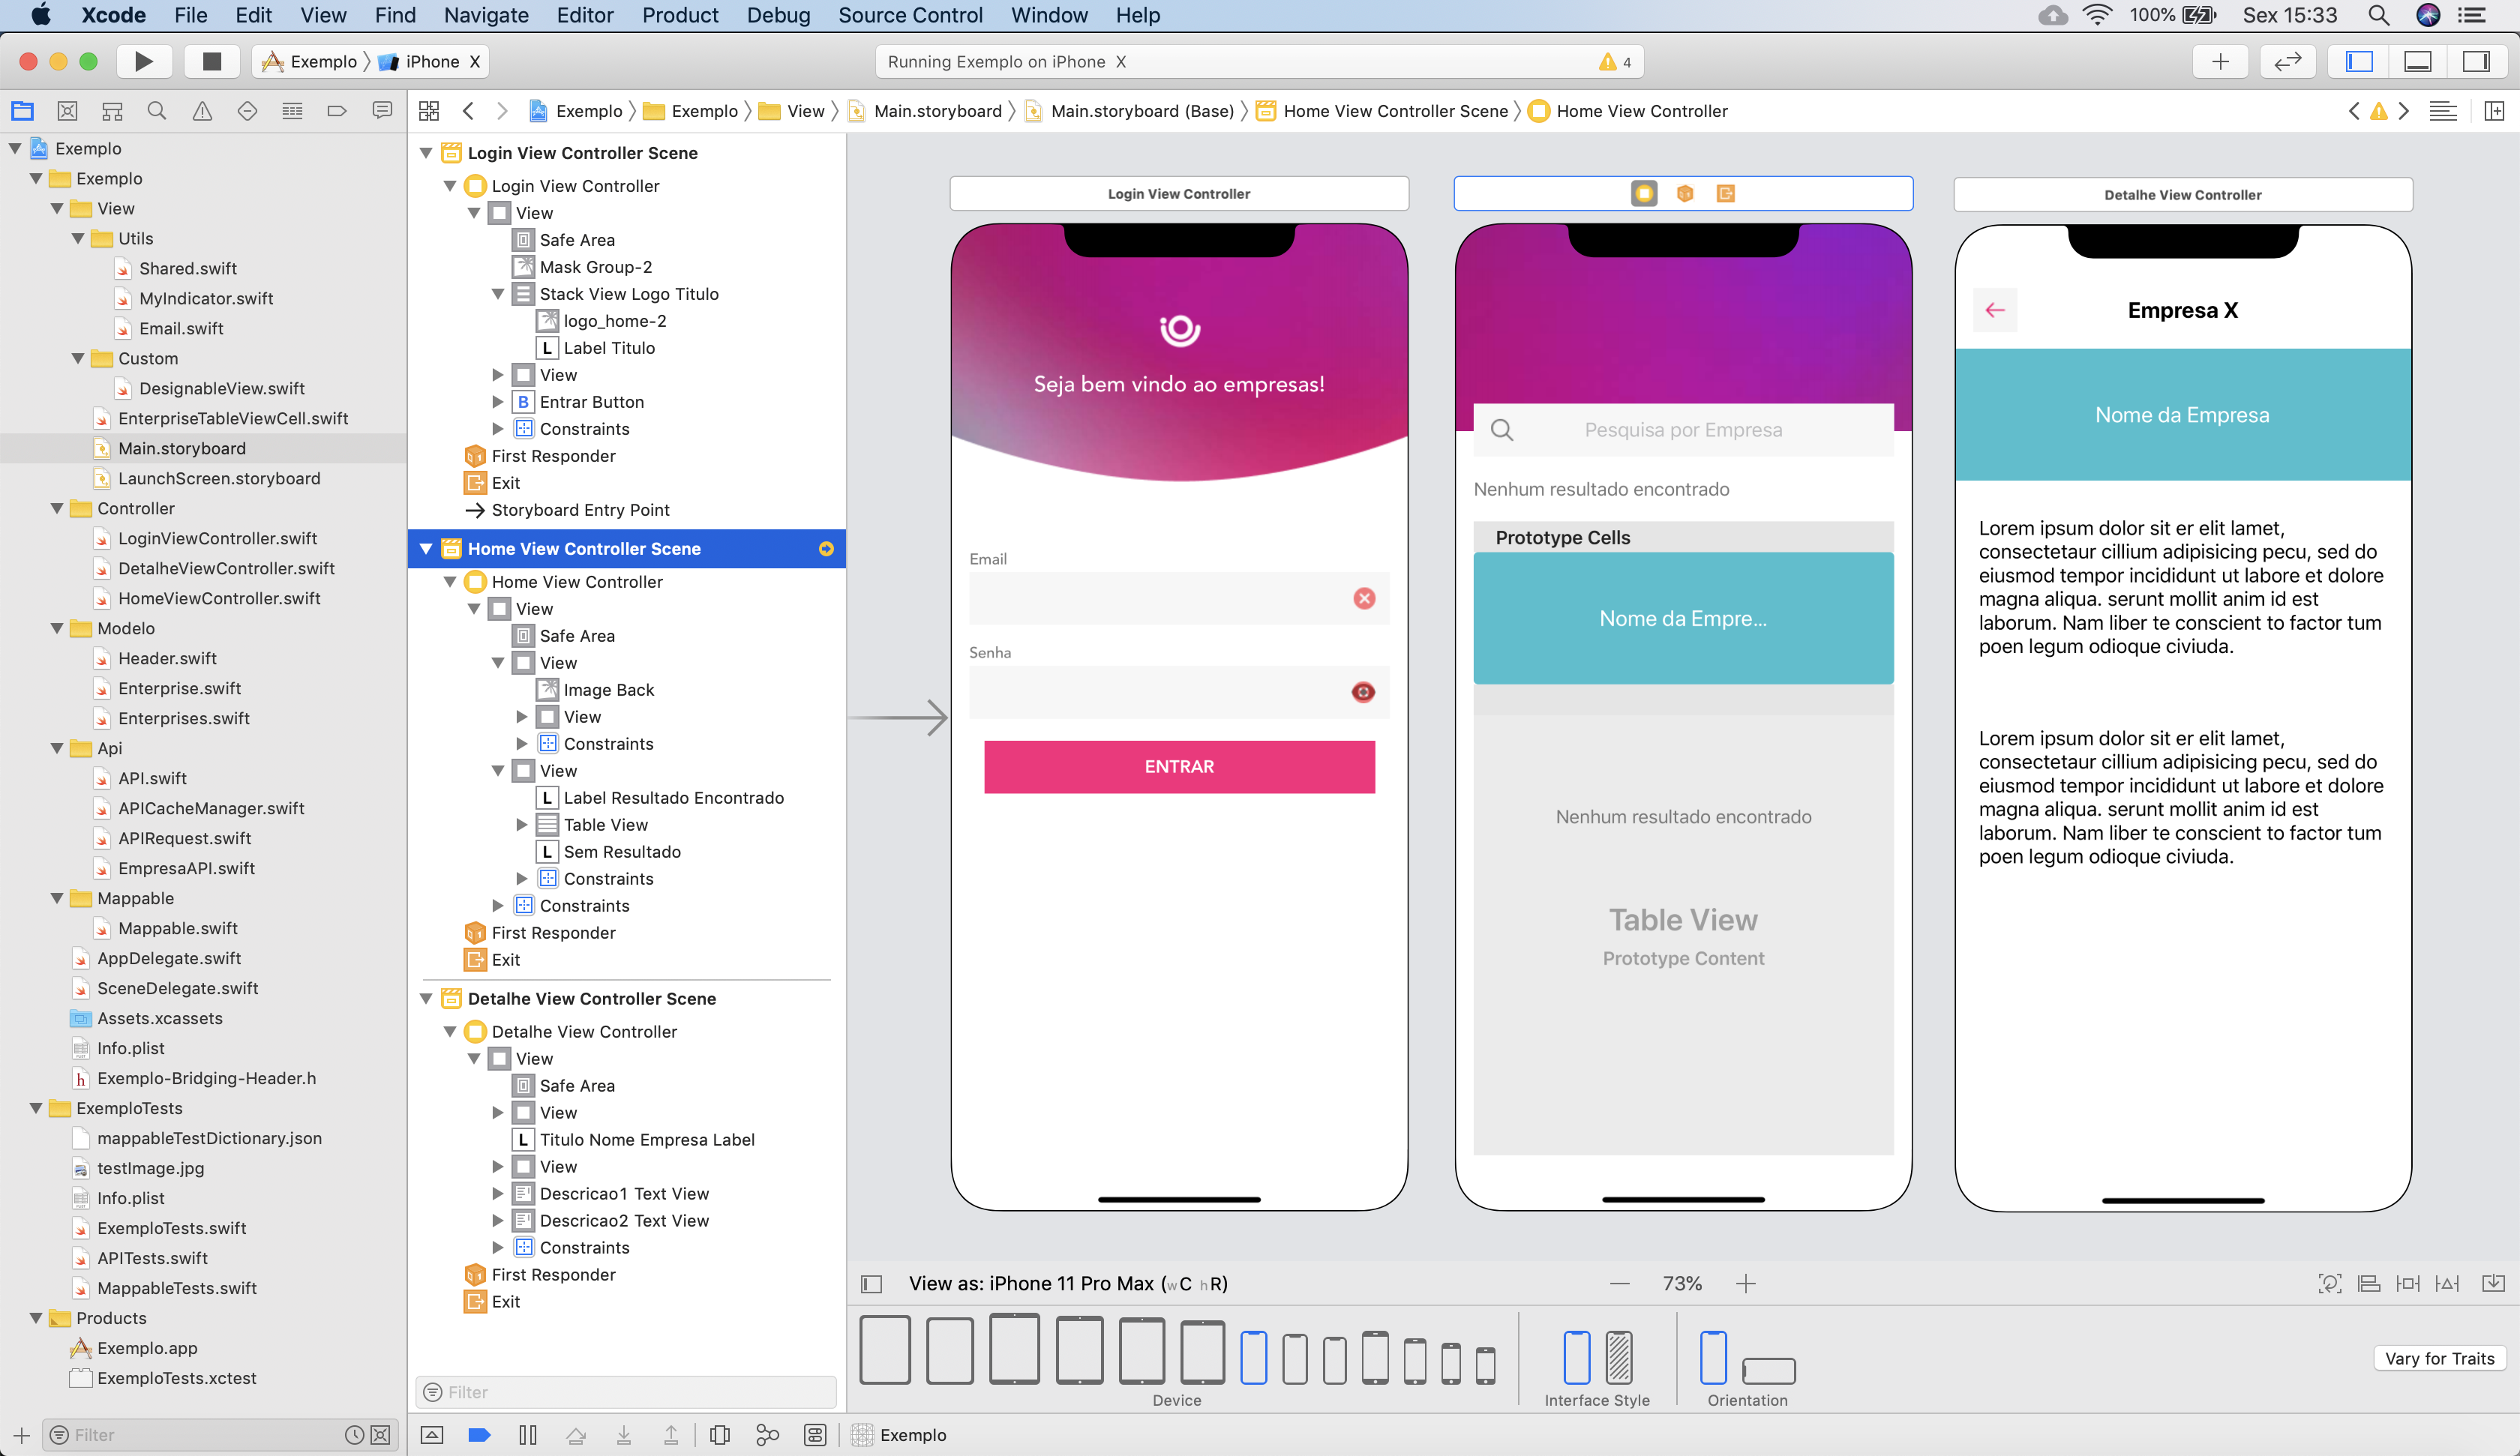 Xcode File Edit View Find Navigate Editor Product Debug Source Control Window Help 100% Sex 15:33
Exemplo iPhone X
Running Exemplo on iPhone X 4
Exemplo Exemplo View Main.storyboard Main.storyboard (Base) Home View Controller Scene Home View Controller
Exemplo
Exemplo
View
Utils
Shared.swift
MyIndicator.swift
Email.swift
Custom
DesignableView.swift
EnterpriseTableViewCell.swift
Main.storyboard
LaunchScreen.storyboard
Controller
LoginViewController.swift
DetalheViewController.swift
HomeViewController.swift
Modelo
Header.swift
Enterprise.swift
Enterprises.swift
Api
API.swift
APICacheManager.swift
APIRequest.swift
EmpresaAPI.swift
Mappable
Mappable.swift
AppDelegate.swift
SceneDelegate.swift
Assets.xcassets
Info.plist
h Exemplo-Bridging-Header.h
ExemploTests
mappableTestDictionary.json
testImage.jpg
Info.plist
ExemploTests.swift
APITests.swift
MappableTests.swift
Products
Exemplo.app
ExemploTests.xctest
Filter
Login View Controller Scene
Login View Controller
View
Safe Area
Mask Group-2
Stack View Logo Titulo
logo_home-2
L Label Titulo
View
B Entrar Button
Constraints
First Responder
Exit
Storyboard Entry Point
Home View Controller Scene
Home View Controller
View
Safe Area
View
Image Back
View
Constraints
View
L Label Resultado Encontrado
Table View
L Sem Resultado
Constraints
Constraints
First Responder
Exit
Detalhe View Controller Scene
Detalhe View Controller
View
Safe Area
View
L Titulo Nome Empresa Label
View
Descricao1 Text View
Descricao2 Text View
Constraints
First Responder
Exit
Filter
Login View Controller
Seja bem vindo ao empresas!
Email
Senha
ENTRAR
Pesquisa por Empresa
Nenhum resultado encontrado
Prototype Cells
Nome da Empre...
Nenhum resultado encontrado
Table View
Prototype Content
Detalhe View Controller
Empresa X
Nome da Empresa
Lorem ipsum dolor sit er elit lamet,
consectetaur cillium adipisicing pecu, sed do
eiusmod tempor incididunt ut labore et dolore
magna aliqua. serunt mollit anim id est
laborum. Nam liber te conscient to factor tum
poen legum odioque civiuda.
Lorem ipsum dolor sit er elit lamet,
consectetaur cillium adipisicing pecu, sed do
eiusmod tempor incididunt ut labore et dolore
magna aliqua. serunt mollit anim id est
laborum. Nam liber te conscient to factor tum
poen legum odioque civiuda.
View as: iPhone 11 Pro Max (wC hR) 73%
Device
Interface Style
Orientation
Vary for Traits
Exemplo